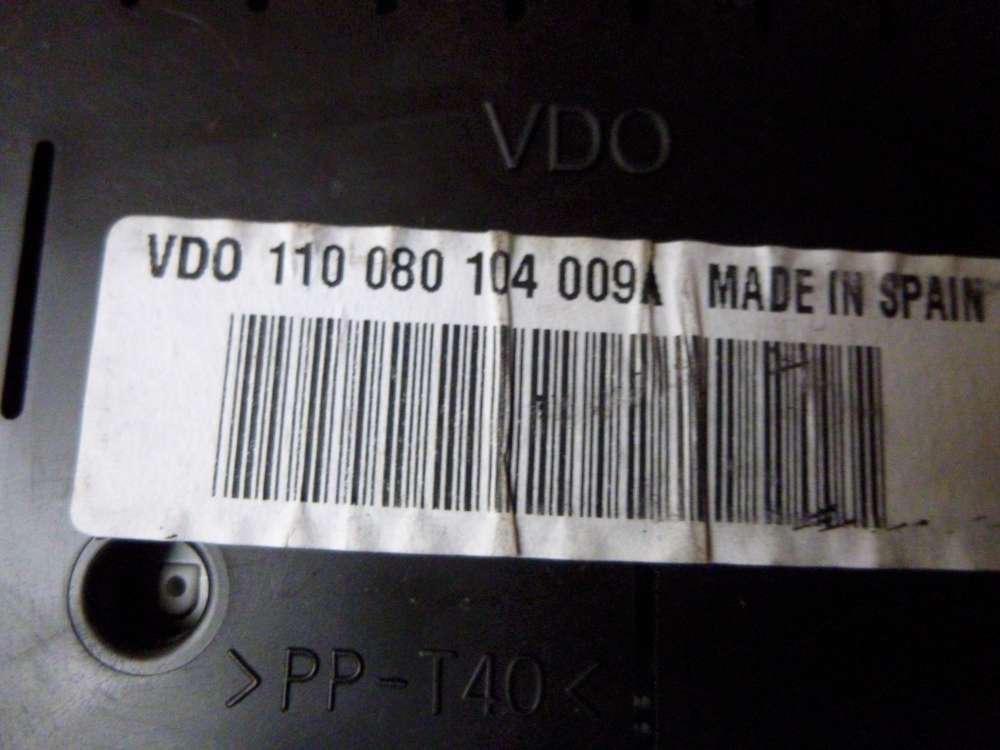 VDO
VDO 110 080 104 009A MADE IN SPAIN
>PP-T40<